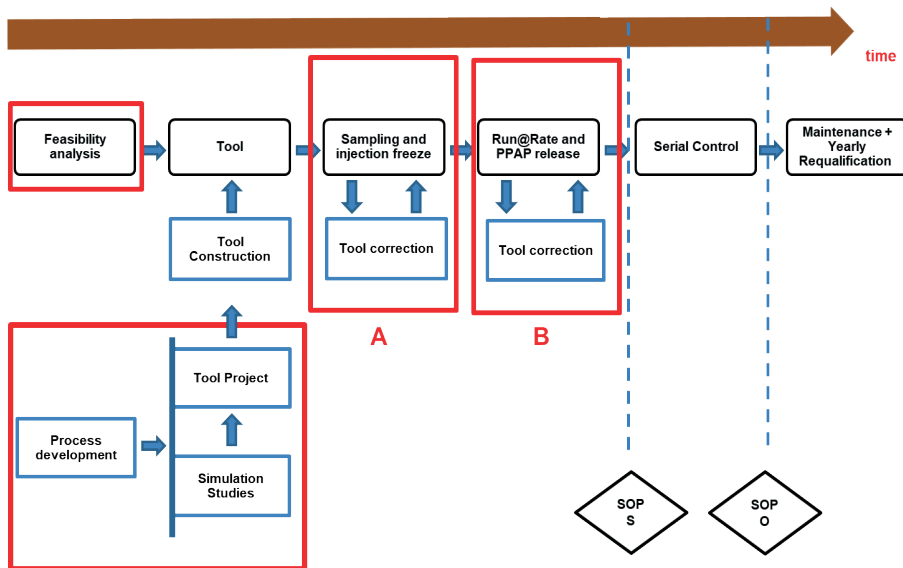 time
Feasibility
analysis
Tool
Sampling and
injection freeze
Run@Rate and
PPAP release
Serial Control
Maintenance +
Yearly
Requalification
Tool
Construction
Tool correction
Tool correction
A
B
Tool Project
Process
development
Simulation
Studies
SOP
S
SOP
O